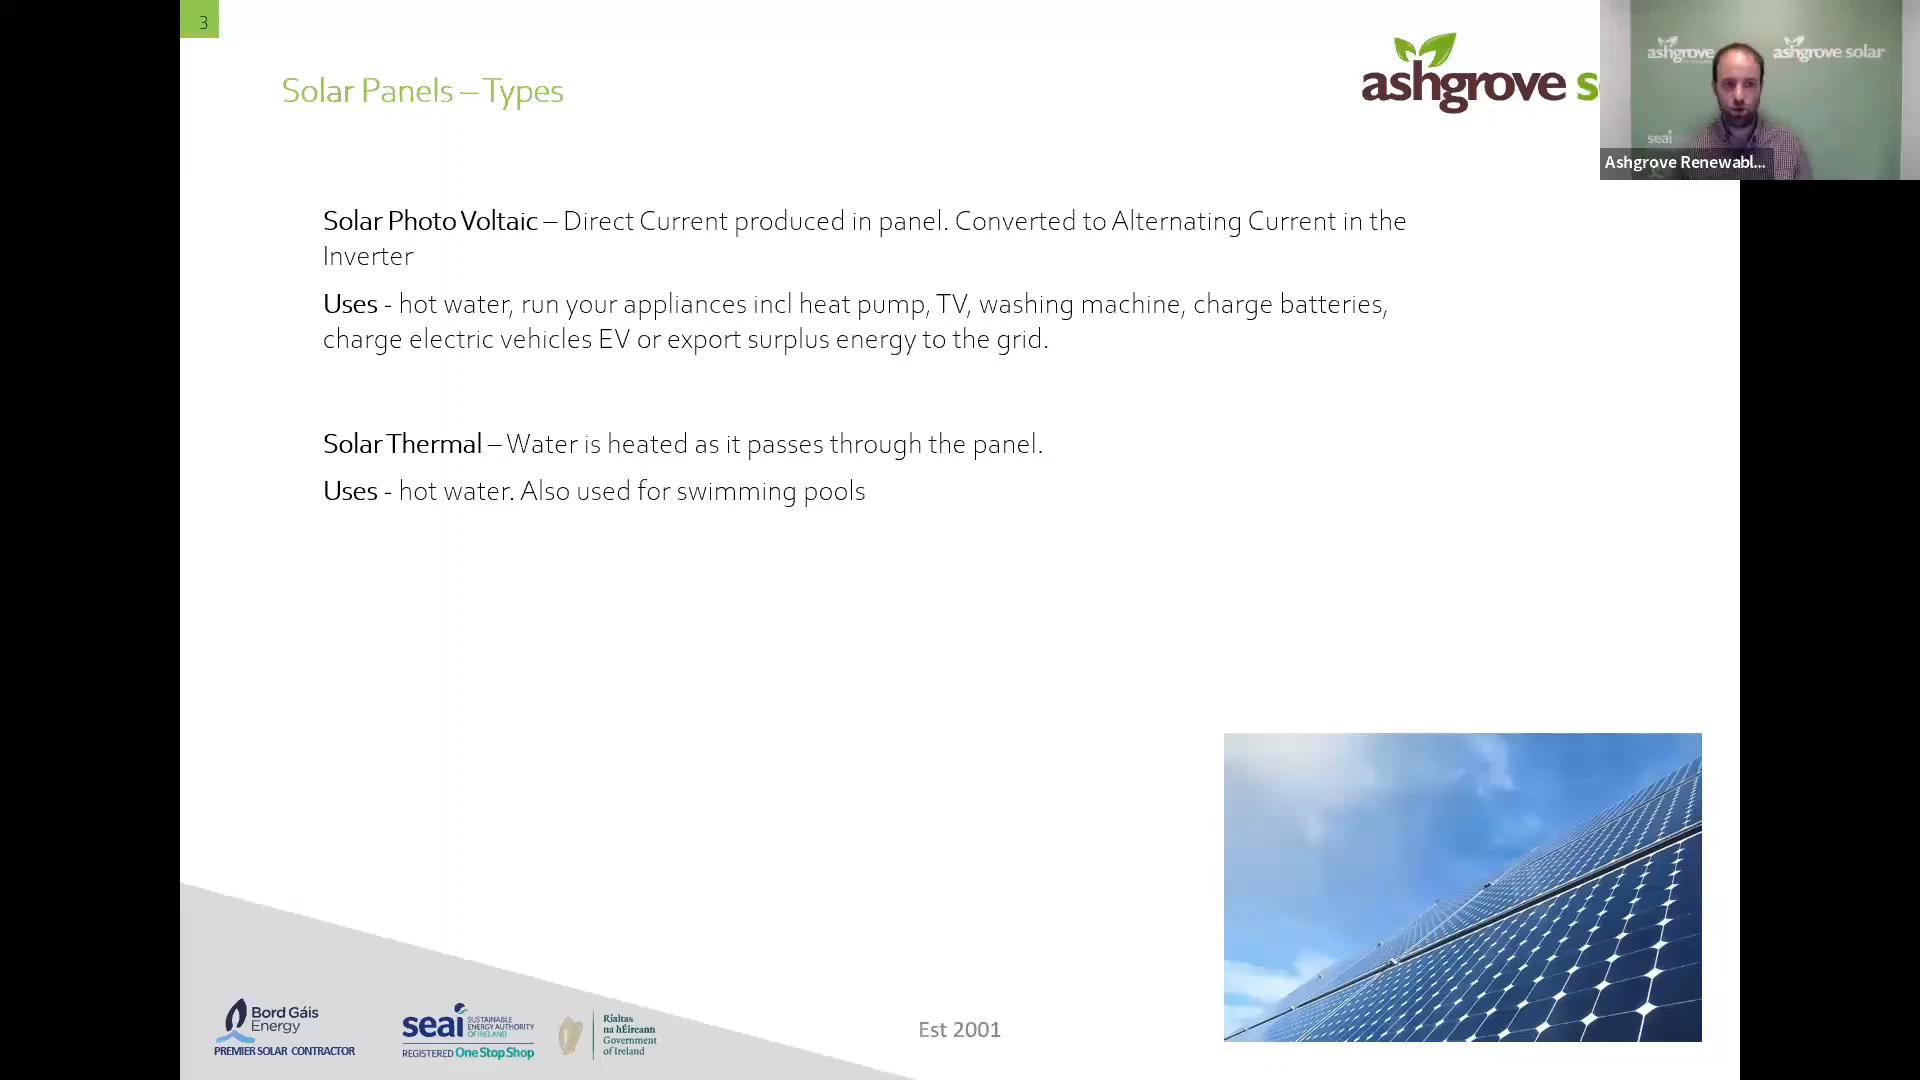 3
Solar Panels – Types
ashgrove s
ashgrove
ashgrove solar
seai
Ashgrove Renewabl...
Solar Photo Voltaic – Direct Current produced in panel. Converted to Alternating Current in the
Inverter
Uses - hot water, run your appliances incl heat pump, TV, washing machine, charge batteries,
charge electric vehicles EV or export surplus energy to the grid.
Solar Thermal – Water is heated as it passes through the panel.
Uses - hot water. Also used for swimming pools
Bord Gáis
Energy
PREMIER SOLAR CONTRACTOR
seai SUSTAINABLE
ENERGY AUTHORITY
OF IRELAND
REGISTERED One Stop Shop
Rialtas
na hÉireann
Government
of Ireland
Est 2001